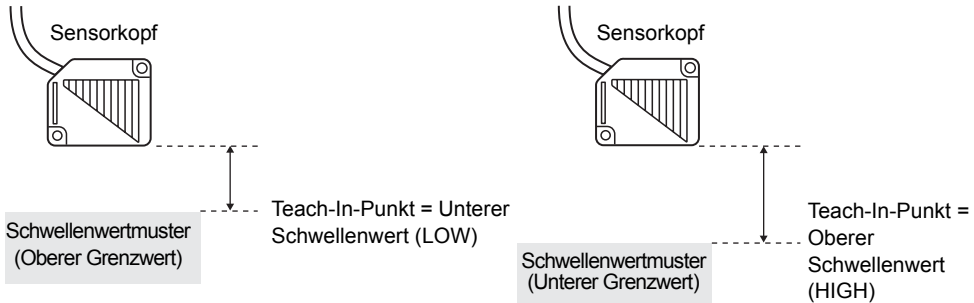 Sensorkopf
Schwellenwertmuster
(Oberer Grenzwert)
Teach-In-Punkt = Unterer
Schwellenwert (LOW)
Sensorkopf
Schwellenwertmuster
(Unterer Grenzwert)
Teach-In-Punkt =
Oberer
Schwellenwert
(HIGH)